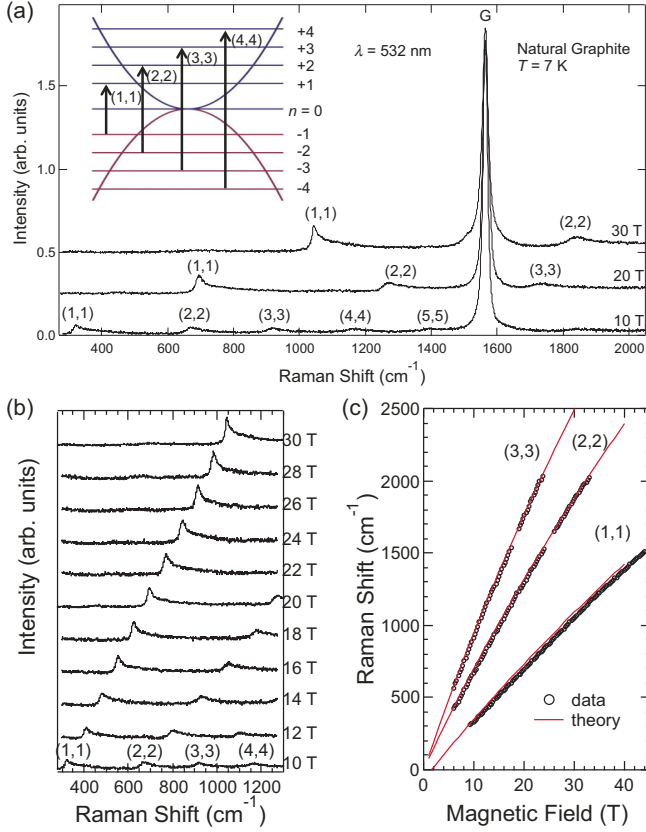 (a)
G
λ = 532 nm
Natural Graphite
T = 7 K
+4
+3
+2
+1
n = 0
-1
-2
-3
-4
(1,1)
(2,2)
(3,3)
(4,4)
Intensity (arb. units)
1.5
1.0
0.5
0.0
(1,1)
(2,2)
30 T
(1,1)
(2,2)
(3,3)
20 T
(1,1)
(2,2)
(3,3)
(4,4)
(5,5)
10 T
400 600 800 1000 1200 1400 1600 1800 2000
Raman Shift (cm-1)
(b)
Intensity (arb. units)
30 T
28 T
26 T
24 T
22 T
20 T
18 T
16 T
14 T
12 T
(1,1) (2,2) (3,3) (4,4)
10 T
400 600 800 1000 1200
Raman Shift (cm-1)
(c)
Raman Shift (cm-1)
2500
2000
1500
1000
500
0
(3,3)
(2,2)
(1,1)
data
theory
0 10 20 30 40
Magnetic Field (T)